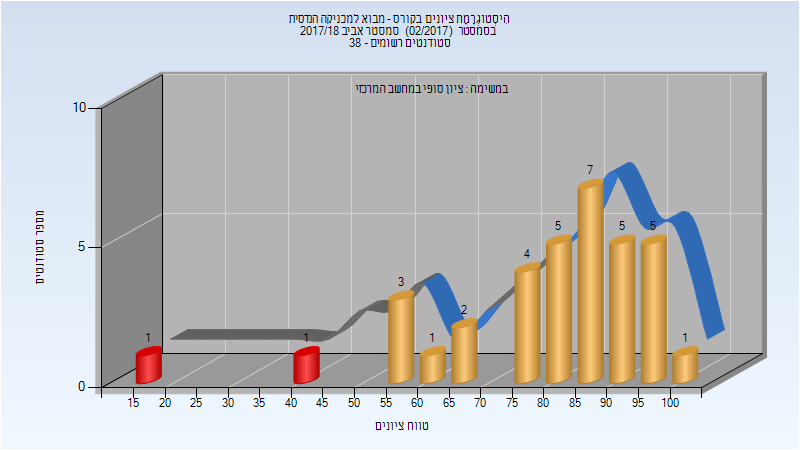 היסטוגרמת ציונים בקורס - מבוא למכניקה הנדסית
בסמסטר (02/2017) סמסטר אביב 2017/18
סטודנטים רשומים - 38
במשימה : ציון סופי במחשב המרכזי
מספר סטודנטים
10
5
0
1
1
3
1
2
4
5
7
5
5
1
15 20 25 30 35 40 45 50 55 60 65 70 75 80 85 90 95 100
טווח ציונים